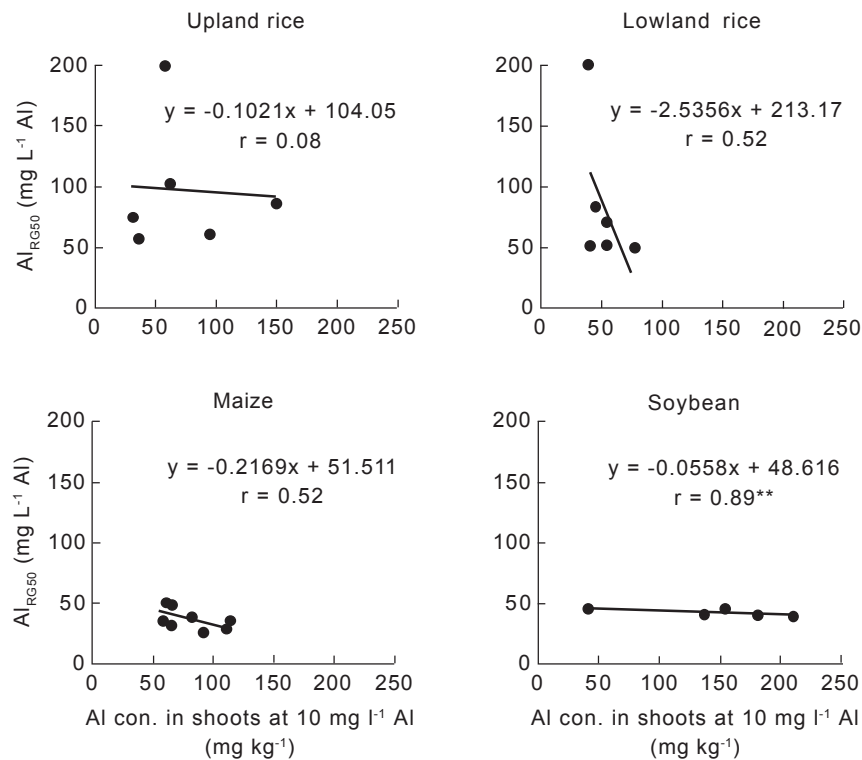 Upland rice
Al_RG50 (mg L⁻¹ Al)
200
150
100
50
0
y = -0.1021x + 104.05
r = 0.08
0 50 100 150 200 250
Lowland rice
200
150
100
50
0
y = -2.5356x + 213.17
r = 0.52
0 50 100 150 200 250
Maize
Al_RG50 (mg L⁻¹ Al)
200
150
100
50
0
y = -0.2169x + 51.511
r = 0.52
0 50 100 150 200 250
Al con. in shoots at 10 mg l⁻¹ Al
(mg kg⁻¹)
Soybean
200
150
100
50
0
y = -0.0558x + 48.616
r = 0.89**
0 50 100 150 200 250
Al con. in shoots at 10 mg l⁻¹ Al
(mg kg⁻¹)